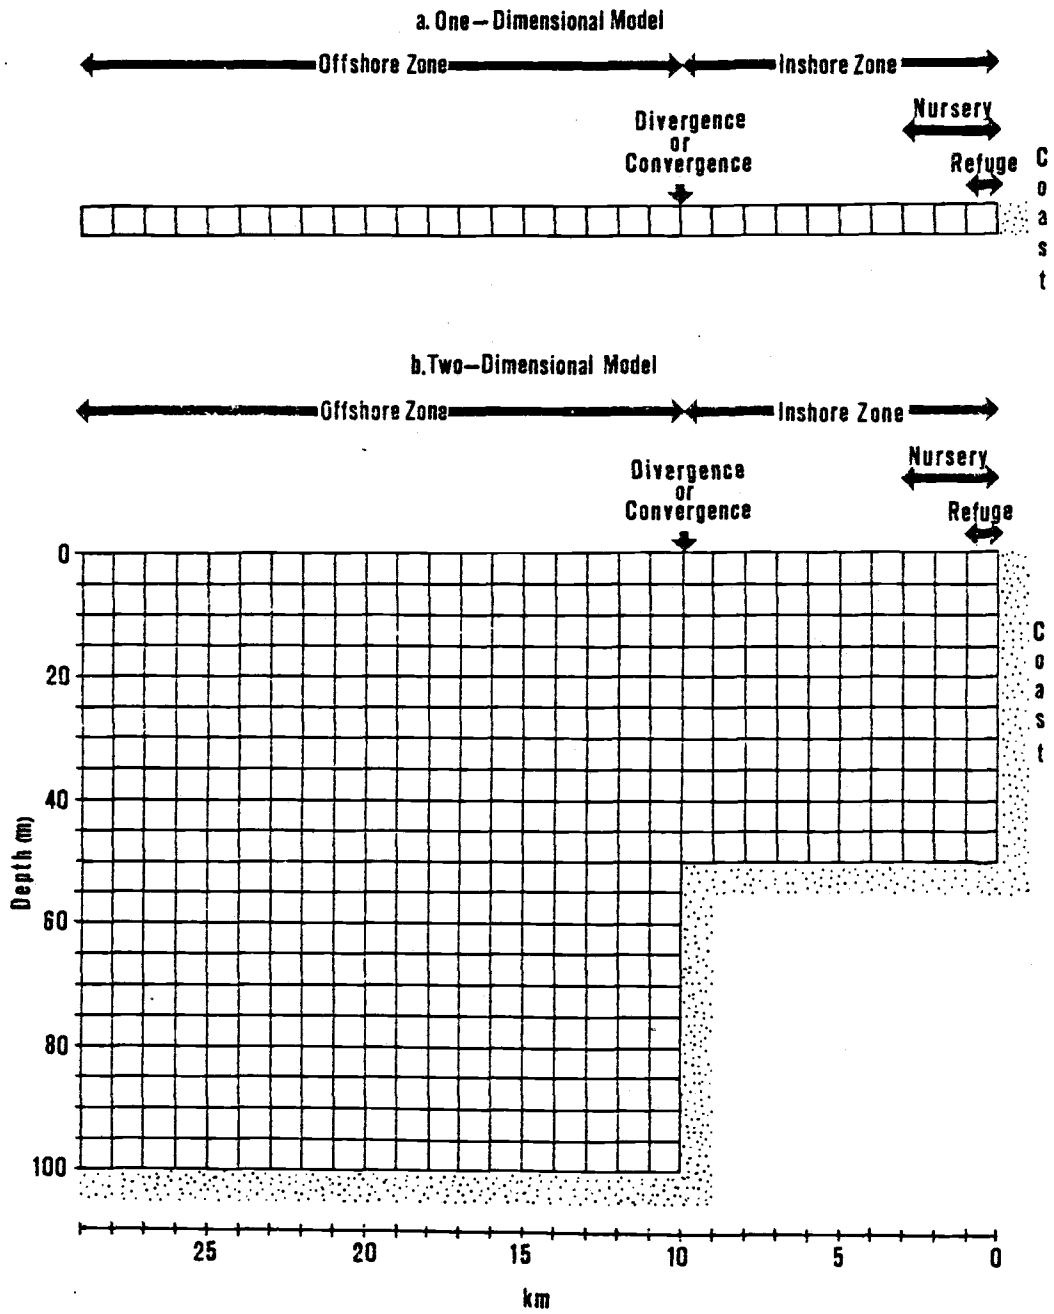 a. One–Dimensional Model
Offshore Zone Inshore Zone
Nursery
Divergence
or
Convergence
Refuge
Coast
b. Two–Dimensional Model
Offshore Zone Inshore Zone
Nursery
Divergence
or
Convergence
Refuge
Coast
0
20
40
60
80
100
Depth (m)
25 20 15 10 5 0
km